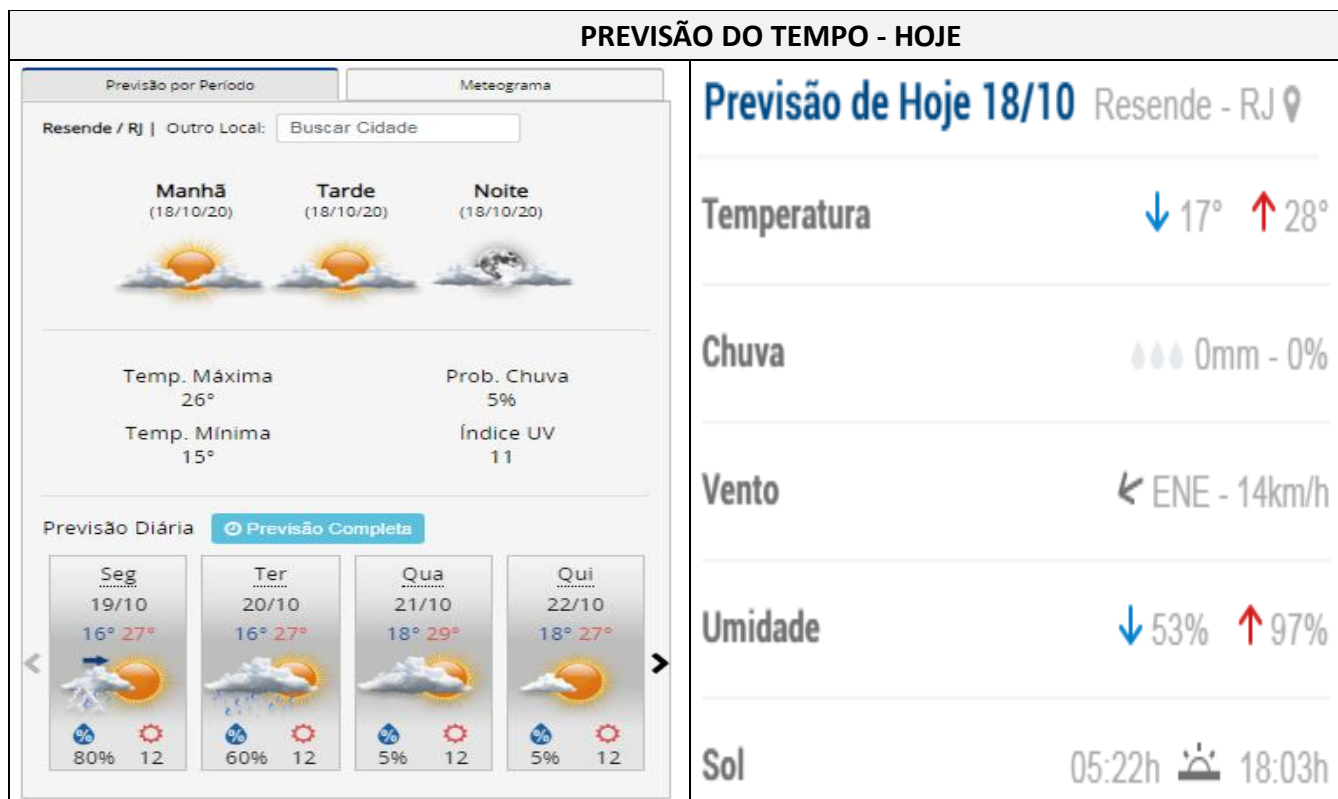 PREVISÃO DO TEMPO - HOJE
Previsão por Período Meteograma
Resende / RJ | Outro Local: Buscar Cidade
Manhã Tarde Noite
(18/10/20) (18/10/20) (18/10/20)
Temp. Máxima Prob. Chuva
26° 5%
Temp. Mínima Índice UV
15° 11
Previsão Diária Previsão Completa
Seg Ter Qua Qui
19/10 20/10 21/10 22/10
16° 27° 16° 27° 18° 29° 18° 27°
% % % %
80% 12 60% 12 5% 12 5% 12
Previsão de Hoje 18/10 Resende - RJ
Temperatura 17° 28°
Chuva 0mm - 0%
Vento ENE - 14km/h
Umidade 53% 97%
Sol 05:22h 18:03h